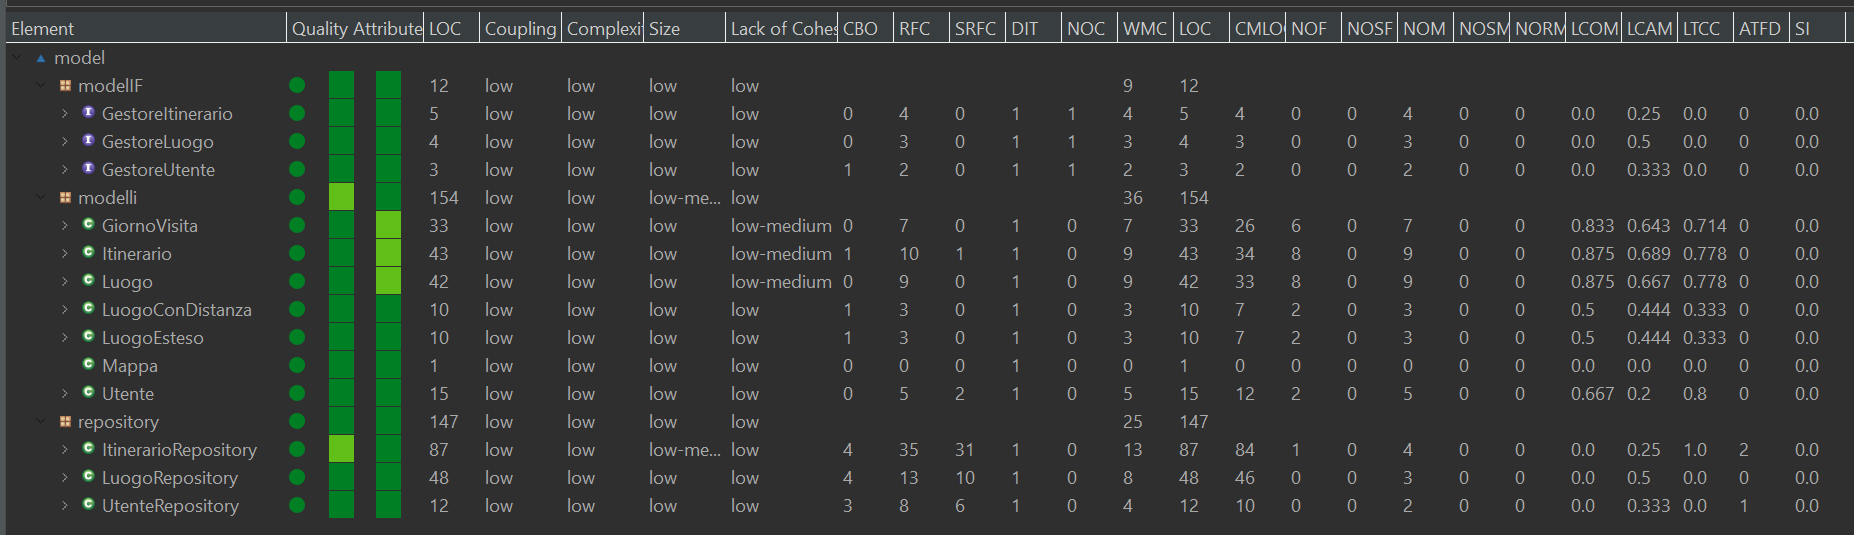 Element Quality Attribute LOC Coupling Complexi Size Lack of Cohes CBO RFC SRFC DIT NOC WMC LOC CMLO NOF NOSF NOM NOSM NORM LCOM LCAM LTCC ATFD SI
model
modelIF 12 low low low low 9 12
GestoreItinerario 5 low low low low 0 4 0 1 1 4 5 4 0 0 4 0 0 0.0 0.25 0.0 0 0.0
GestoreLuogo 4 low low low low 0 3 0 1 1 3 4 3 0 0 3 0 0 0.0 0.5 0.0 0 0.0
GestoreUtente 3 low low low low 1 2 0 1 1 2 3 2 0 0 2 0 0 0.0 0.333 0.0 0 0.0
modelli 154 low low low-me... low 36 154
GiornoVisita 33 low low low low-medium 0 7 0 1 0 7 33 26 6 0 7 0 0 0.833 0.643 0.714 0 0.0
Itinerario 43 low low low low-medium 1 10 1 1 0 9 43 34 8 0 9 0 0 0.875 0.689 0.778 0 0.0
Luogo 42 low low low low-medium 0 9 0 1 0 9 42 33 8 0 9 0 0 0.875 0.667 0.778 0 0.0
LuogoConDistanza 10 low low low low 1 3 0 1 0 3 10 7 2 0 3 0 0 0.5 0.444 0.333 0 0.0
LuogoEsteso 10 low low low low 1 3 0 1 0 3 10 7 2 0 3 0 0 0.5 0.444 0.333 0 0.0
Mappa 1 low low low low 0 0 0 1 0 0 1 0 0 0 0 0 0 0.0 0.0 0.0 0 0.0
Utente 15 low low low low 0 5 2 1 0 5 15 12 2 0 5 0 0 0.667 0.2 0.8 0 0.0
repository 147 low low low low 25 147
ItinerarioRepository 87 low low low-me... low 4 35 31 1 0 13 87 84 1 0 4 0 0 0.0 0.25 1.0 2 0.0
LuogoRepository 48 low low low low 4 13 10 1 0 8 48 46 0 0 3 0 0 0.0 0.5 0.0 0 0.0
UtenteRepository 12 low low low low 3 8 6 1 0 4 12 10 0 0 2 0 0 0.0 0.333 0.0 1 0.0